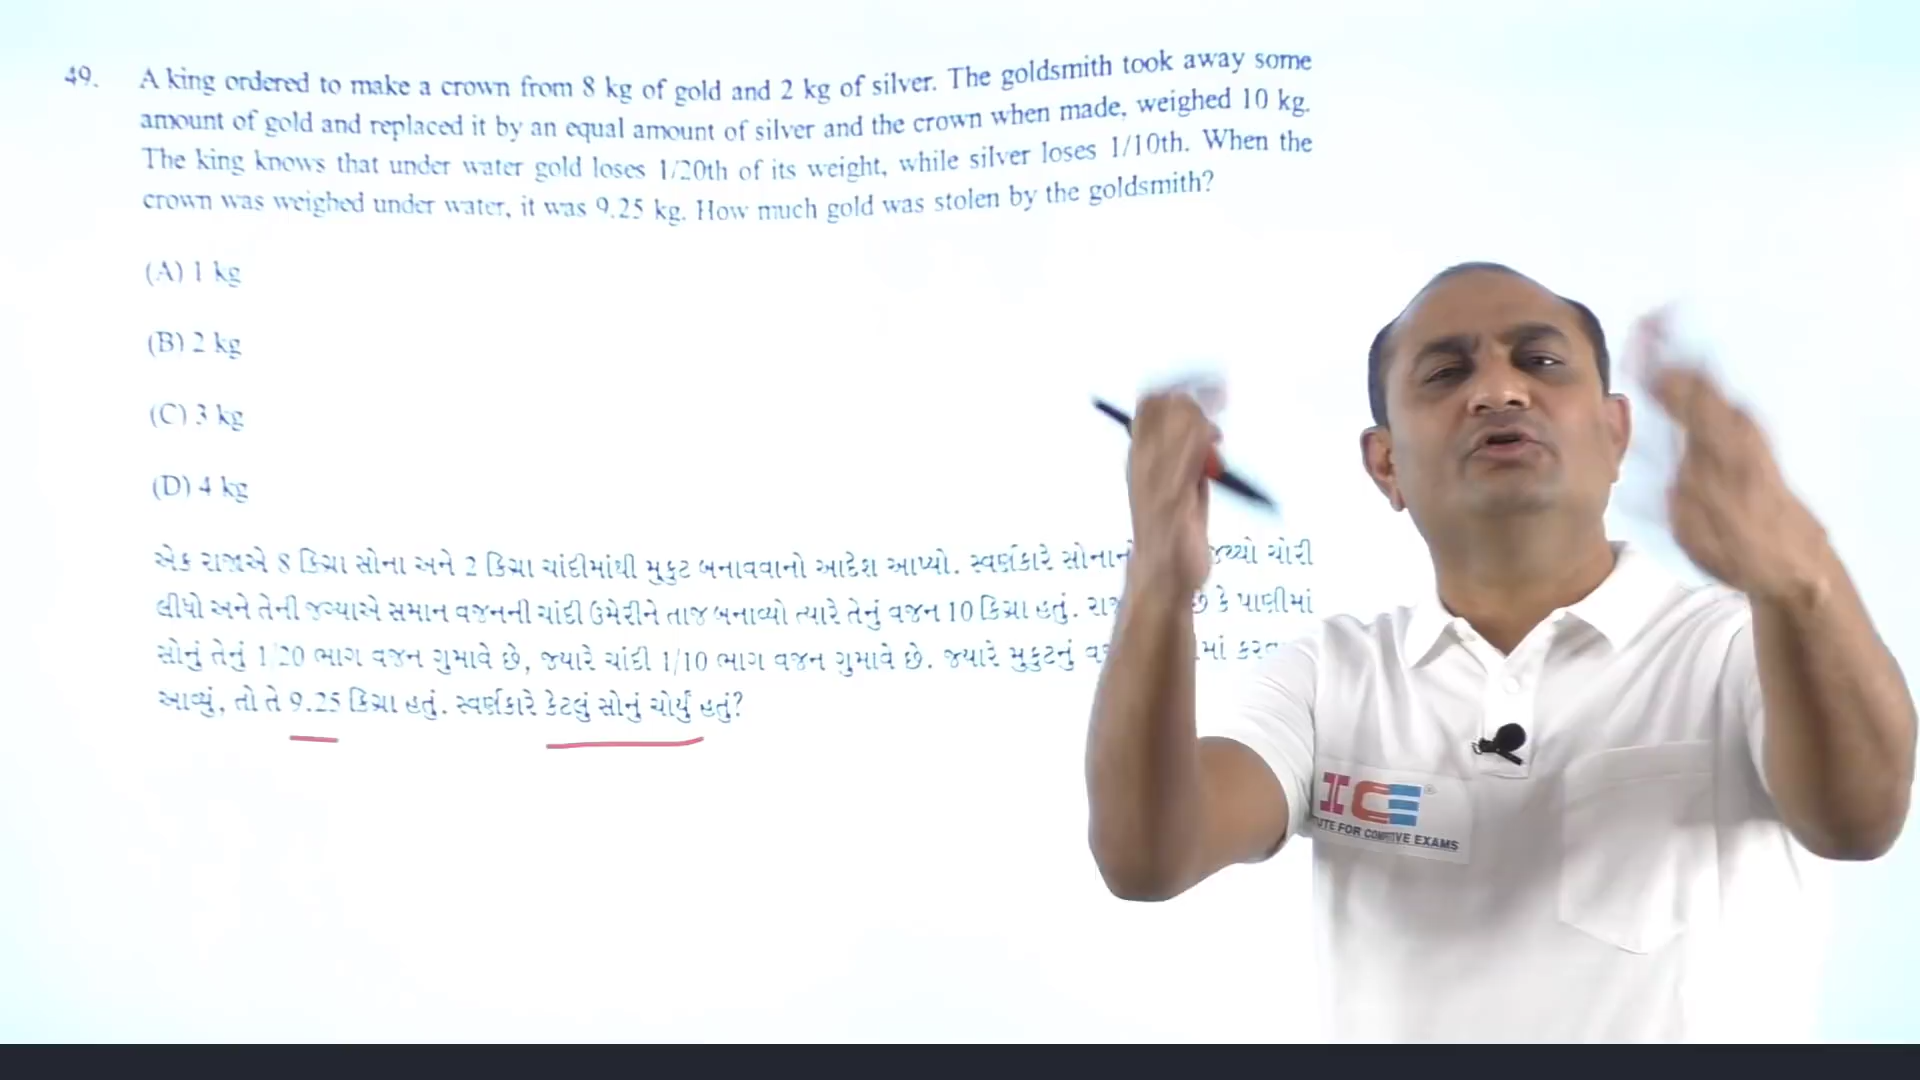 49. A king ordered to make a crown from 8 kg of gold and 2 kg of silver. The goldsmith took away some
amount of gold and replaced it by an equal amount of silver and the crown when made, weighed 10 kg.
The king knows that under water gold loses 1/20th of its weight, while silver loses 1/10th. When the
crown was weighed under water, it was 9.25 kg. How much gold was stolen by the goldsmith?
(A) 1 kg
(B) 2 kg
(C) 3 kg
(D) 4 kg
એક રાજાએ 8 કિગ્રા સોના અને 2 કિગ્રા ચાંદીમાંથી મુકુટ બનાવવાનો આદેશ આપ્યો. સ્વર્ણકારે ચોરી
લીધો અને તેની જગ્યાએ સમાન વજનની ચાંદી ઉમેરીને તાજ બનાવ્યો ત્યારે તેનું વજન 10 કિગ્રા હતું. કે પાણીમાં
સોનું તેનું 1/20 ભાગ વજન ગુમાવે છે, જ્યારે ચાંદી 1/10 ભાગ વજન ગુમાવે છે. જ્યારે મુકુટનું
આવ્યું, તો તે 9.25 કિગ્રા હતું. સ્વર્ણકારે કેટલું સોનું ચોર્યું હતું?
ICE
FOR COMPITIVE EXAMS